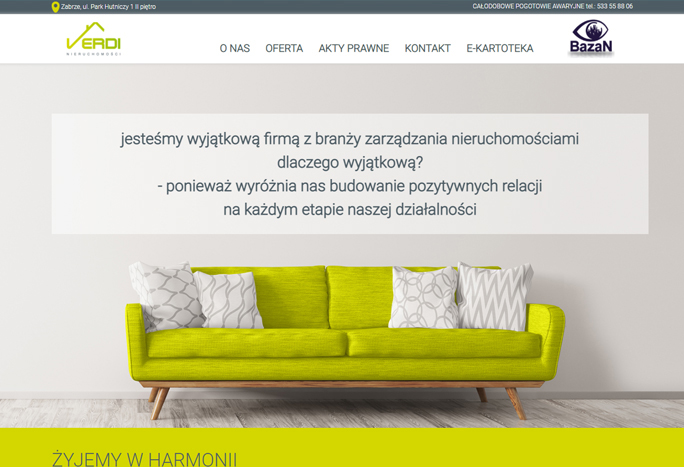 Zabrze, ul. Park Hutniczy 1 II piętro
CAŁODOBOWE POGOTOWIE AWARYJNE tel.: 533 55 88 06
VERDI
NIERUCHOMOŚCI
O NAS OFERTA AKTY PRAWNE KONTAKT E-KARTOTEKA
BazaN
jesteśmy wyjątkową firmą z branży zarządzania nieruchomościami
dlaczego wyjątkową?
- ponieważ wyróżnia nas budowanie pozytywnych relacji
na każdym etapie naszej działalności
ŻYJEMY W HARMONII